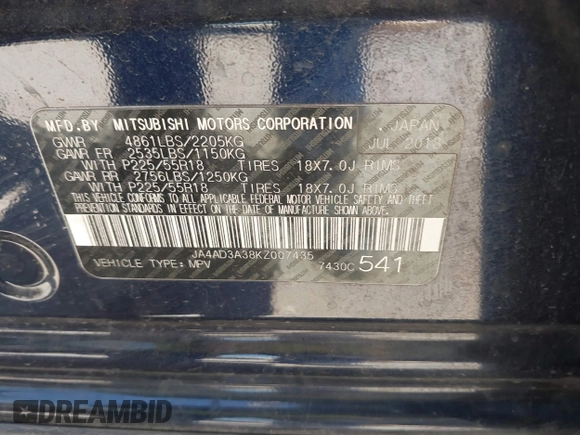 MFD.BY MITSUBISHI MOTORS CORPORATION JAPAN
GVWR 4861LBS/2205KG JUL 2018
GAWR FR 2535LBS/1150KG
WITH P225/55R18 TIRES 18X7.0J RIMS
GAWR RR 2756LBS/1250KG
WITH P225/55R18 TIRES 18X7.0J RIMS
THIS VEHICLE CONFORMS TO ALL APPLICABLE FEDERAL MOTOR VEHICLE SAFETY, BUMPER AND THEFT
PREVENTION STANDARDS IN EFFECT ON THE DATE OF MANUFACTURE SHOWN ABOVE.
JA4AD3A38KZ007435
VEHICLE TYPE: MPV 7430C 541
DREAMBID